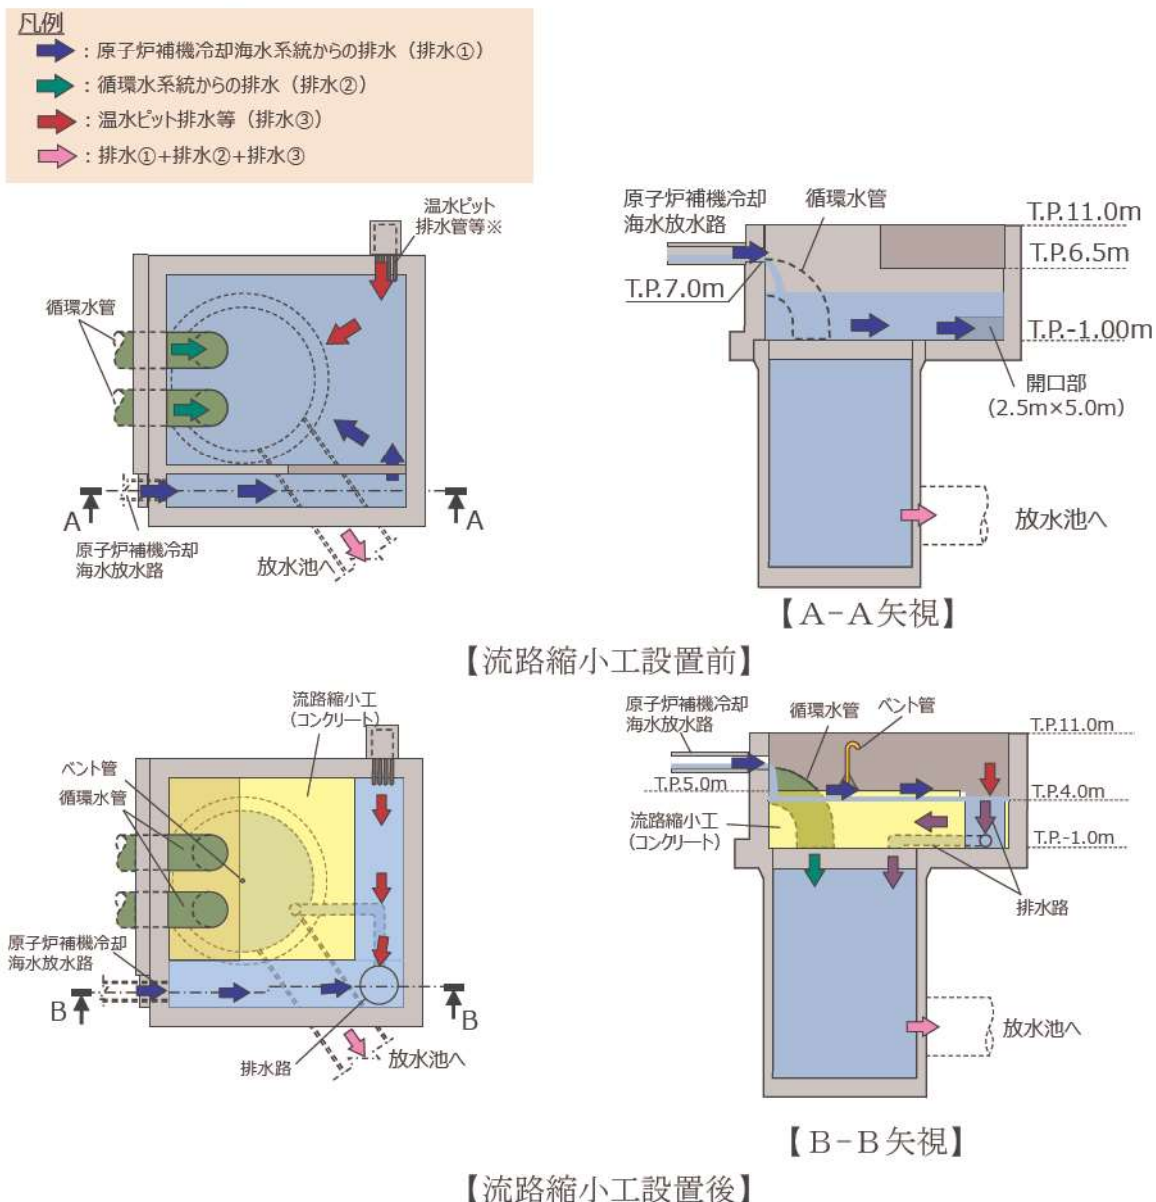 凡例
：原子炉補機冷却海水系統からの排水（排水①）
：循環水系統からの排水（排水②）
：温水ピット排水等（排水③）
：排水①+排水②+排水③
温水ピット
排水管等※
循環水管
A
A
原子炉補機冷却
海水放水路
放水池へ
原子炉補機冷却
海水放水路
循環水管
T.P.11.0m
T.P.6.5m
T.P.7.0m
T.P.-1.00m
開口部
（2.5m×5.0m）
放水池へ
【A-A矢視】
【流路縮小工設置前】
流路縮小工
（コンクリート）
ベント管
循環水管
原子炉補機冷却
海水放水路
B
B
排水路
放水池へ
原子炉補機冷却
海水放水路
循環水管
ベント管
T.P.11.0m
T.P.5.0m
T.P.4.0m
流路縮小工
（コンクリート）
T.P.-1.0m
排水路
放水池へ
【B-B矢視】
【流路縮小工設置後】